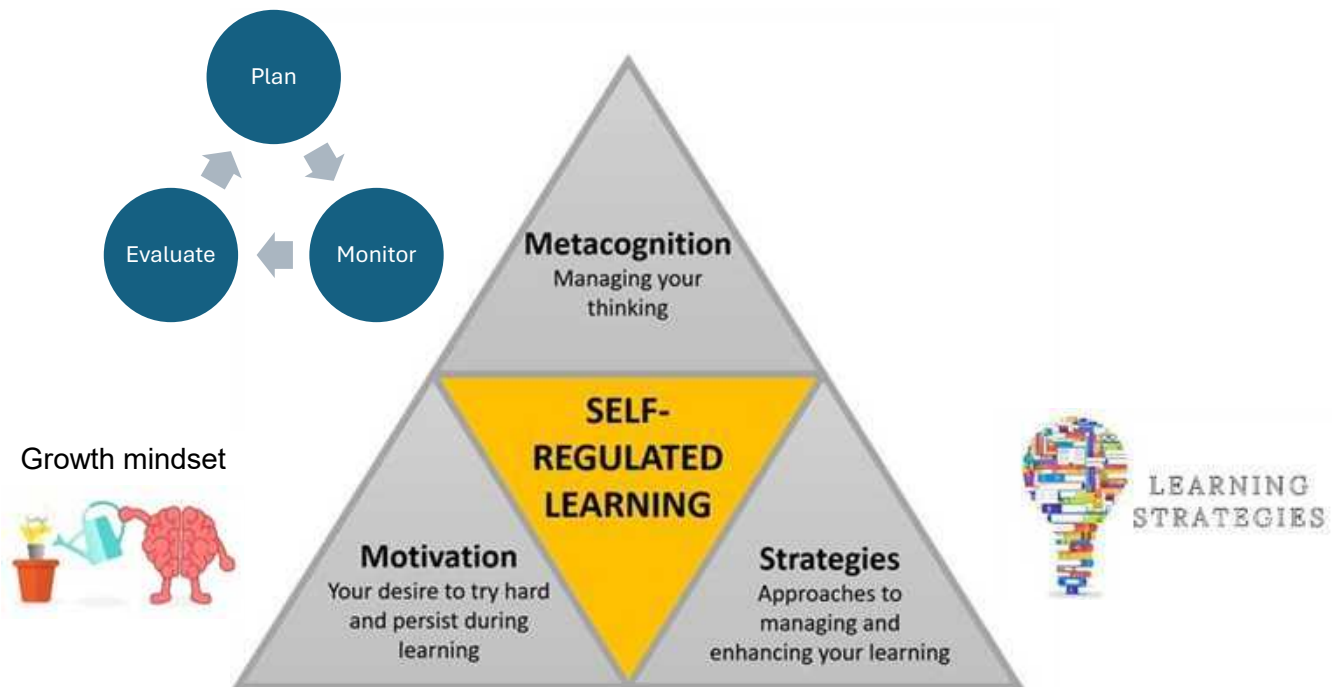 Plan
Evaluate
Monitor
Metacognition
Managing your
thinking
SELF-
REGULATED
LEARNING
Growth mindset
LEARNING
STRATEGIES
Motivation
Your desire to try hard
and persist during
learning
Strategies
Approaches to
managing and
enhancing your learning